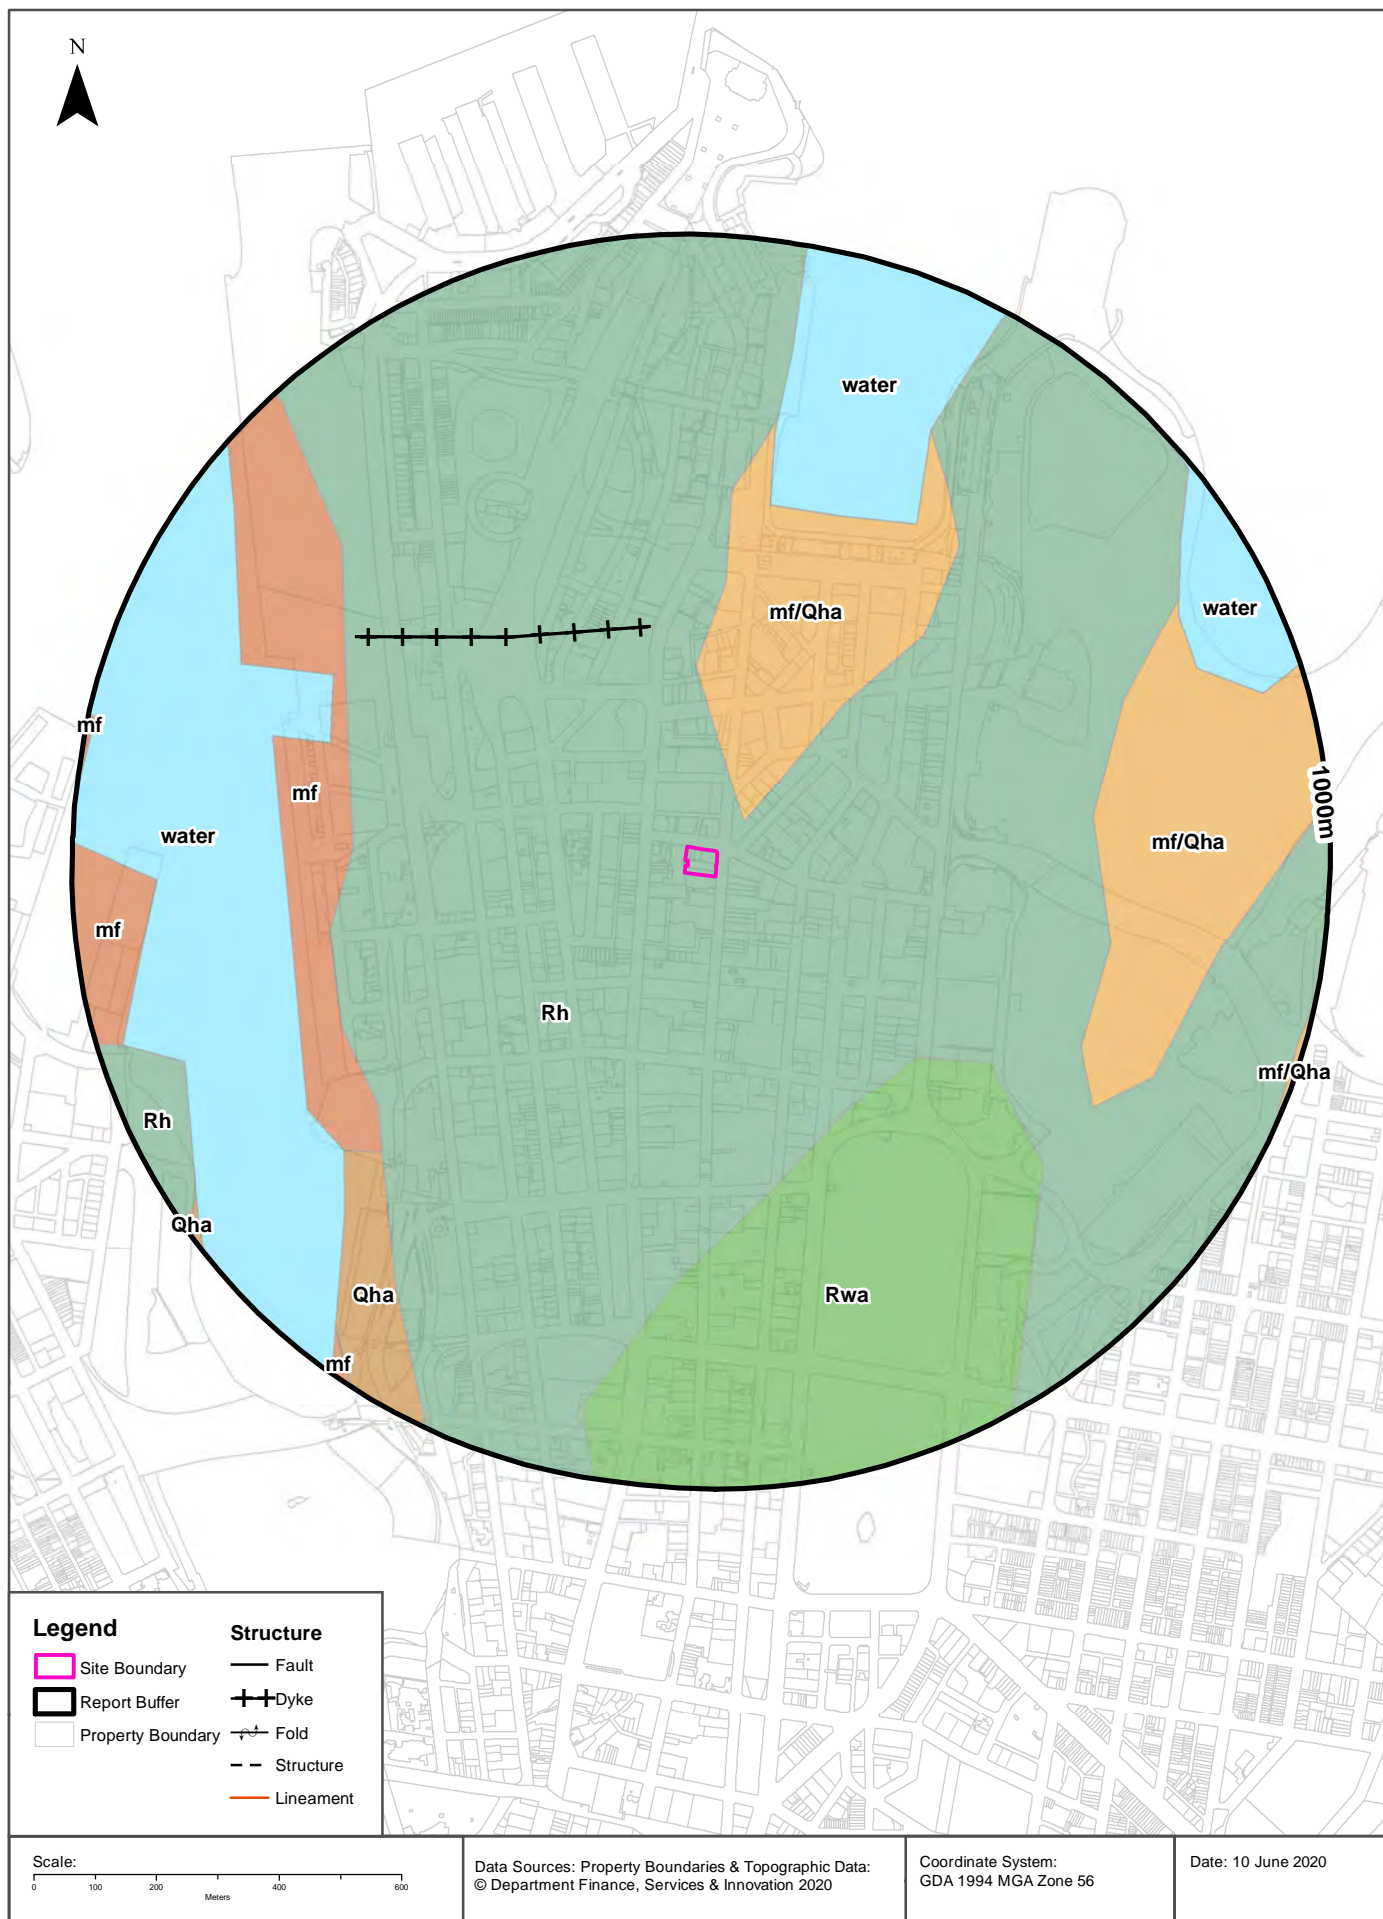 N
water
mf/Qha
water
mf
mf
1000m
water
mf/Qha
mf
Rh
mf/Qha
Rh
Qha
Qha
Rwa
mf
Legend
Site Boundary
Report Buffer
Property Boundary
Structure
Fault
Dyke
Fold
Structure
Lineament
Scale:
0 100 200 400 600
Meters
Data Sources: Property Boundaries & Topographic Data:
© Department Finance, Services & Innovation 2020
Coordinate System:
GDA 1994 MGA Zone 56
Date: 10 June 2020